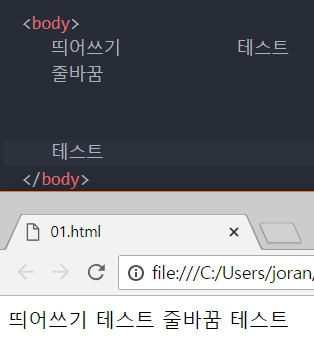 <body>
띄어쓰기 테스트
줄바꿈
테스트
</body>
01.html
file:///C:/Users/joran/
띄어쓰기 테스트 줄바꿈 테스트